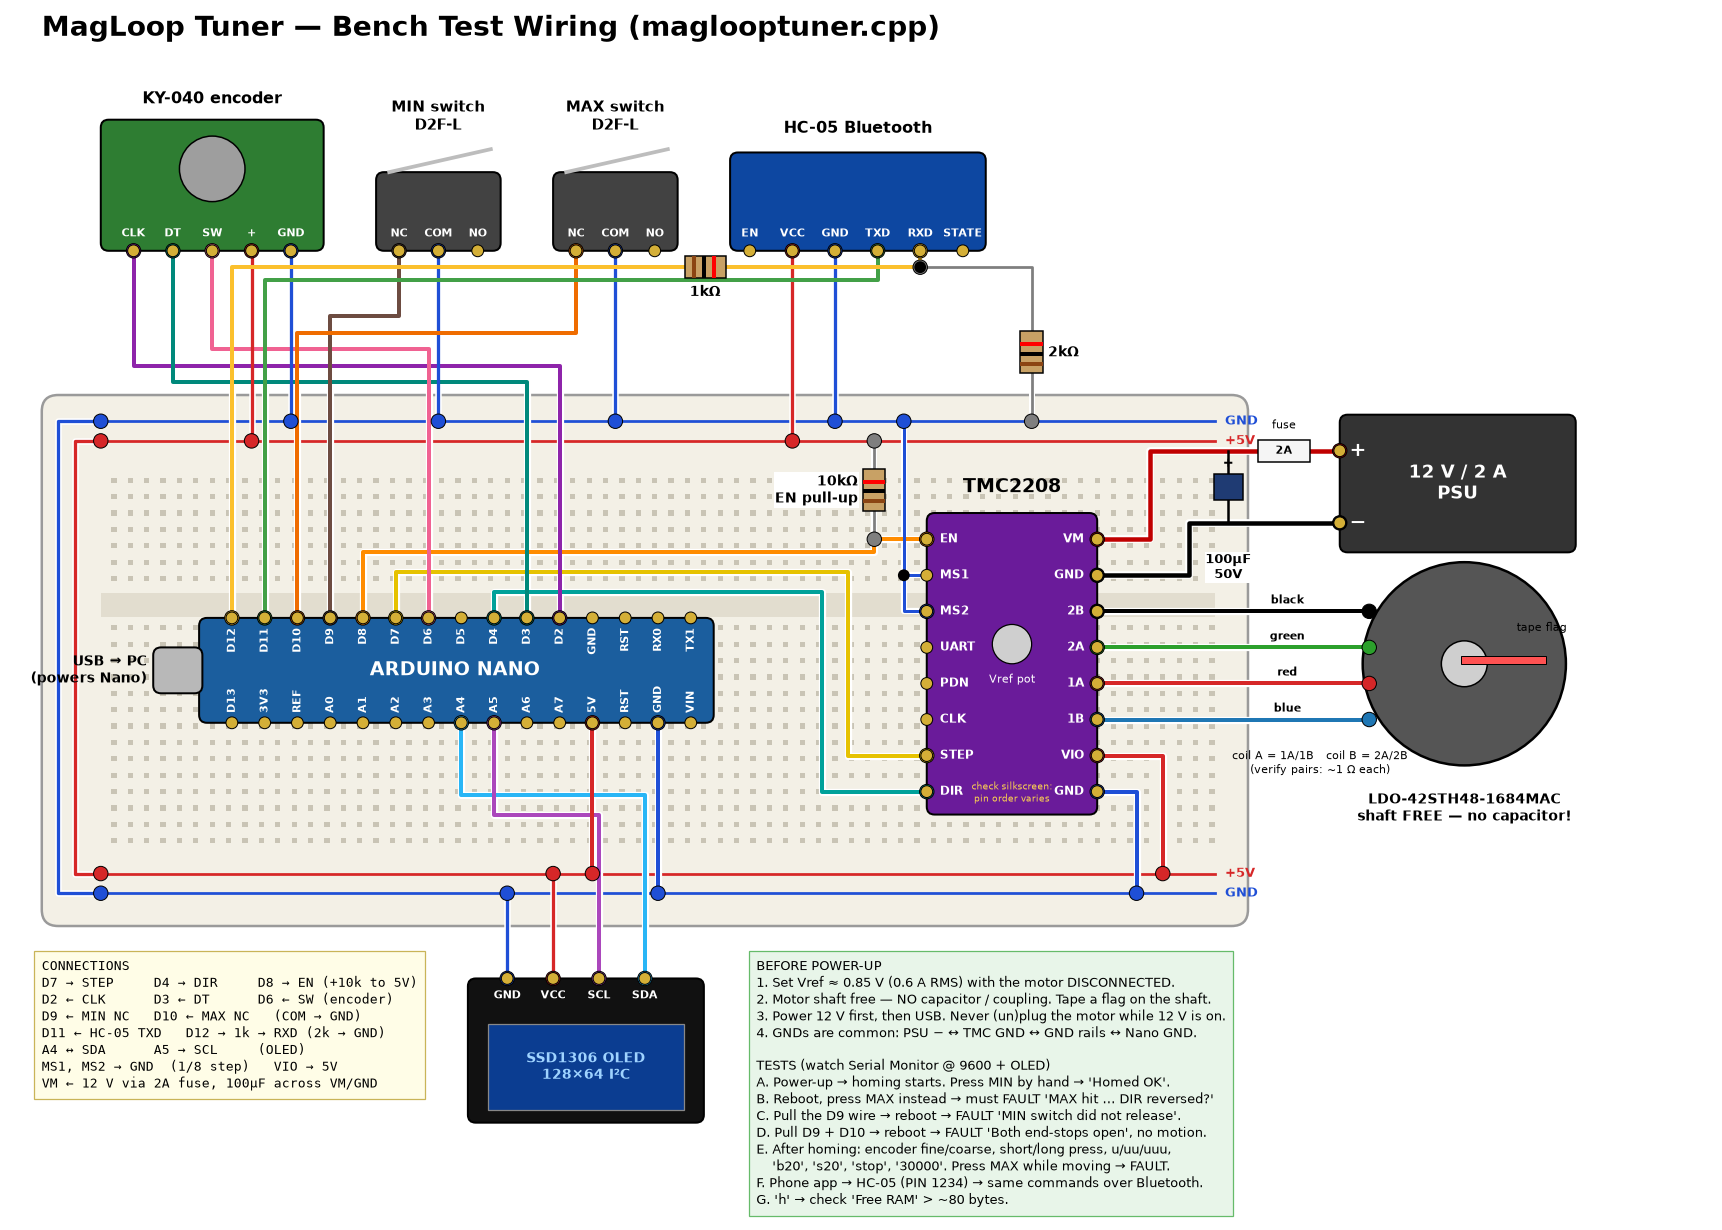 MagLoop Tuner — Bench Test Wiring (maglooptuner.cpp)
KY-040 encoder
CLK DT SW + GND
MIN switch
D2F-L
NC COM NO
MAX switch
D2F-L
NC COM NO
HC-05 Bluetooth
EN VCC GND TXD RXD STATE
1kΩ
2kΩ
GND
+5V
fuse
2A
+
−
12 V / 2 A
PSU
10kΩ
EN pull-up
+
100µF
50V
TMC2208
EN VM
MS1 GND
MS2 2B
UART 2A
PDN 1A
CLK 1B
STEP VIO
DIR GND
Vref pot
check silkscreen:
pin order varies
black
green
red
blue
tape flag
coil A = 1A/1B coil B = 2A/2B
(verify pairs: ~1 Ω each)
LDO-42STH48-1684MAC
shaft FREE — no capacitor!
USB → PC
(powers Nano)
D12 D11 D10 D9 D8 D7 D6 D5 D4 D3 D2 GND RST RX0 TX1
ARDUINO NANO
D13 3V3 REF A0 A1 A2 A3 A4 A5 A6 A7 5V RST GND VIN
+5V
GND
GND VCC SCL SDA
SSD1306 OLED
128×64 I²C
CONNECTIONS
D7 → STEP D4 → DIR D8 → EN (+10k to 5V)
D2 ← CLK D3 ← DT D6 ← SW (encoder)
D9 ← MIN NC D10 ← MAX NC (COM → GND)
D11 ← HC-05 TXD D12 → 1k → RXD (2k → GND)
A4 ↔ SDA A5 → SCL (OLED)
MS1, MS2 → GND (1/8 step) VIO → 5V
VM ← 12 V via 2A fuse, 100µF across VM/GND
BEFORE POWER-UP
1. Set Vref ≈ 0.85 V (0.6 A RMS) with the motor DISCONNECTED.
2. Motor shaft free — NO capacitor / coupling. Tape a flag on the shaft.
3. Power 12 V first, then USB. Never (un)plug the motor while 12 V is on.
4. GNDs are common: PSU − ↔ TMC GND ↔ GND rails ↔ Nano GND.
TESTS (watch Serial Monitor @ 9600 + OLED)
A. Power-up → homing starts. Press MIN by hand → 'Homed OK'.
B. Reboot, press MAX instead → must FAULT 'MAX hit ... DIR reversed?'
C. Pull the D9 wire → reboot → FAULT 'MIN switch did not release'.
D. Pull D9 + D10 → reboot → FAULT 'Both end-stops open', no motion.
E. After homing: encoder fine/coarse, short/long press, u/uu/uuu,
'b20', 's20', 'stop', '30000'. Press MAX while moving → FAULT.
F. Phone app → HC-05 (PIN 1234) → same commands over Bluetooth.
G. 'h' → check 'Free RAM' > ~80 bytes.